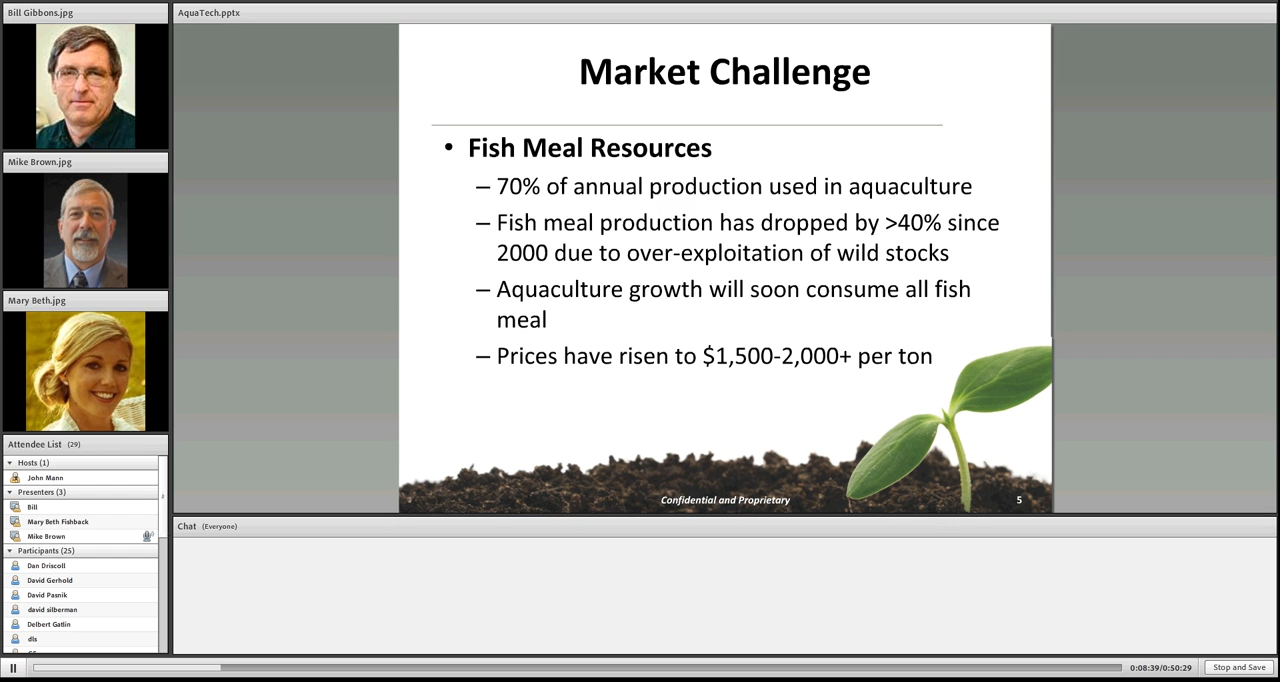 Bill Gibbons.jpg
Mike Brown.jpg
Mary Beth.jpg
Attendee List (29)
Hosts (1)
John Mann
Presenters (3)
Bill
Mary Beth Fishback
Mike Brown
Participants (25)
Dan Driscoll
David Gerhold
David Pasnik
david silberman
Delbert Gatlin
dls
AquaTech.pptx
Market Challenge
• Fish Meal Resources
– 70% of annual production used in aquaculture
– Fish meal production has dropped by >40% since
2000 due to over-exploitation of wild stocks
– Aquaculture growth will soon consume all fish
meal
– Prices have risen to $1,500-2,000+ per ton
Confidential and Proprietary
5
Chat (Everyone)
0:08:39/0:50:29
Stop and Save